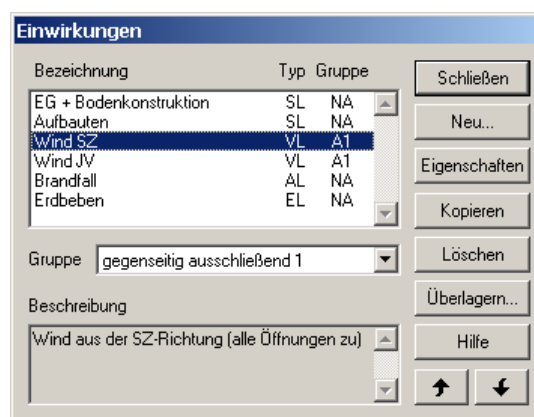 Einwirkungen
Bezeichnung Typ Gruppe
EG + Bodenkonstruktion SL NA
Aufbauten SL NA
Wind SZ VL A1
Wind JV VL A1
Brandfall AL NA
Erdbeben EL NA
Gruppe gegenseitig ausschließend 1
Beschreibung
Wind aus der SZ-Richtung (alle Öffnungen zu)
Schließen
Neu...
Eigenschaften
Kopieren
Löschen
Überlagern...
Hilfe